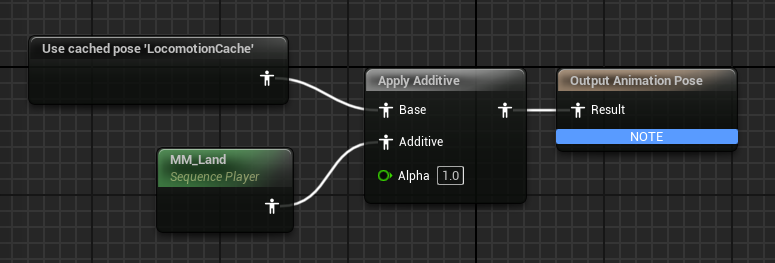 Use cached pose 'LocomotionCache'
Apply Additive
Base
Additive
Alpha 1.0
Output Animation Pose
Result
NOTE
MM_Land
Sequence Player